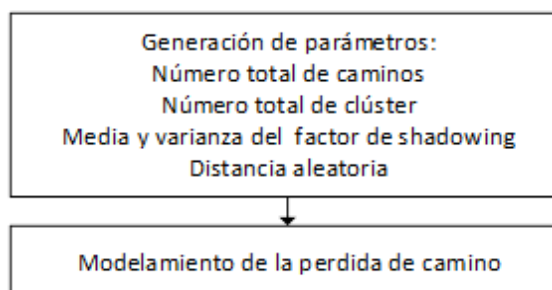 Generación de parámetros:
Número total de caminos
Número total de clúster
Media y varianza del factor de shadowing
Distancia aleatoria
Modelamiento de la perdida de camino